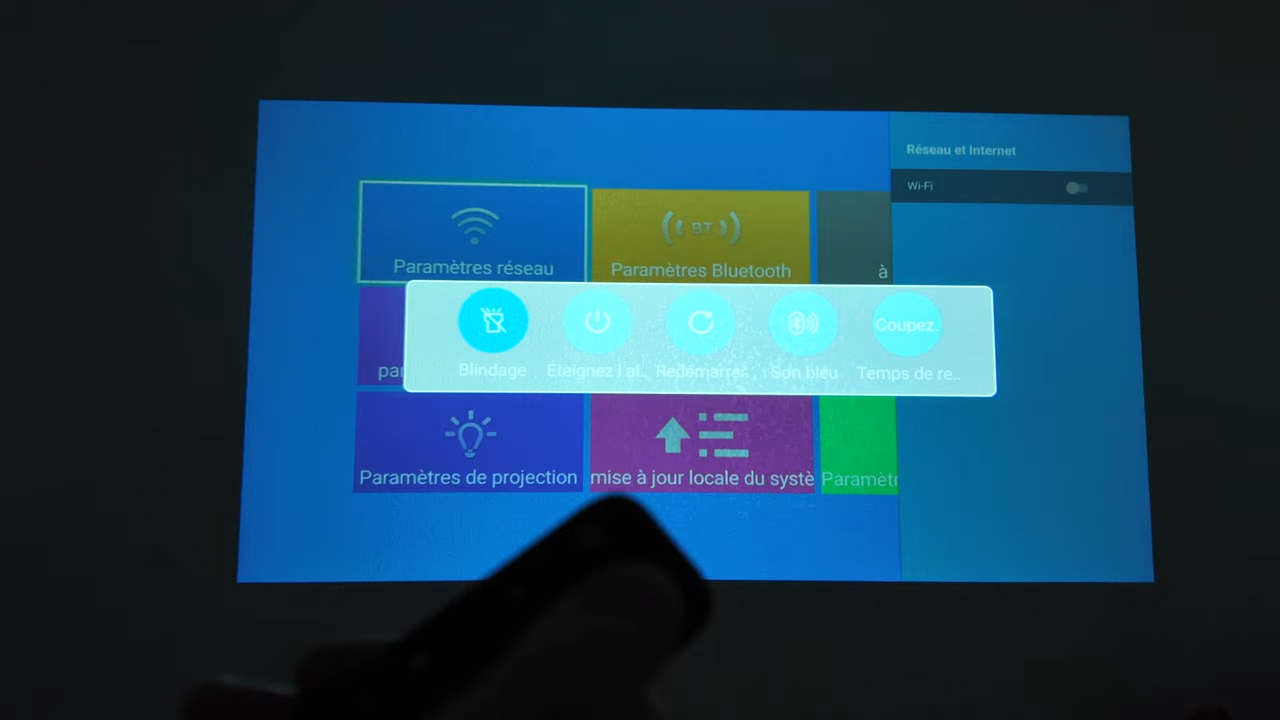 Réseau et Internet
Wi-Fi
BT
Paramètres réseau
Paramètres Bluetooth
à
Coupez.
par
Blindage
Éteignez l al..
Redémarrer
Son bleu
Temps de re..
Paramètres de projection
mise à jour locale du systè
Paramètr